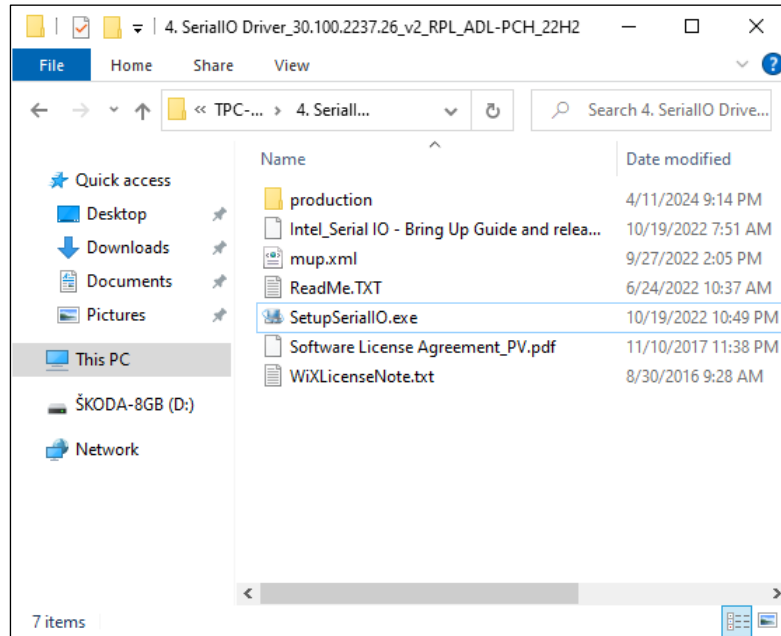 4. SerialIO Driver_30.100.2237.26_v2_RPL_ADL-PCH_22H2
File Home Share View
« TPC-... › 4. Seriall... Search 4. SerialIO Drive...
Name Date modified
Quick access
Desktop
Downloads
Documents
Pictures
This PC
ŠKODA-8GB (D:)
Network
production 4/11/2024 9:14 PM
Intel_Serial IO - Bring Up Guide and relea... 10/19/2022 7:51 AM
mup.xml 9/27/2022 2:05 PM
ReadMe.TXT 6/24/2022 10:37 AM
SetupSerialIO.exe 10/19/2022 10:49 PM
Software License Agreement_PV.pdf 11/10/2017 11:38 PM
WiXLicenseNote.txt 8/30/2016 9:28 AM
7 items